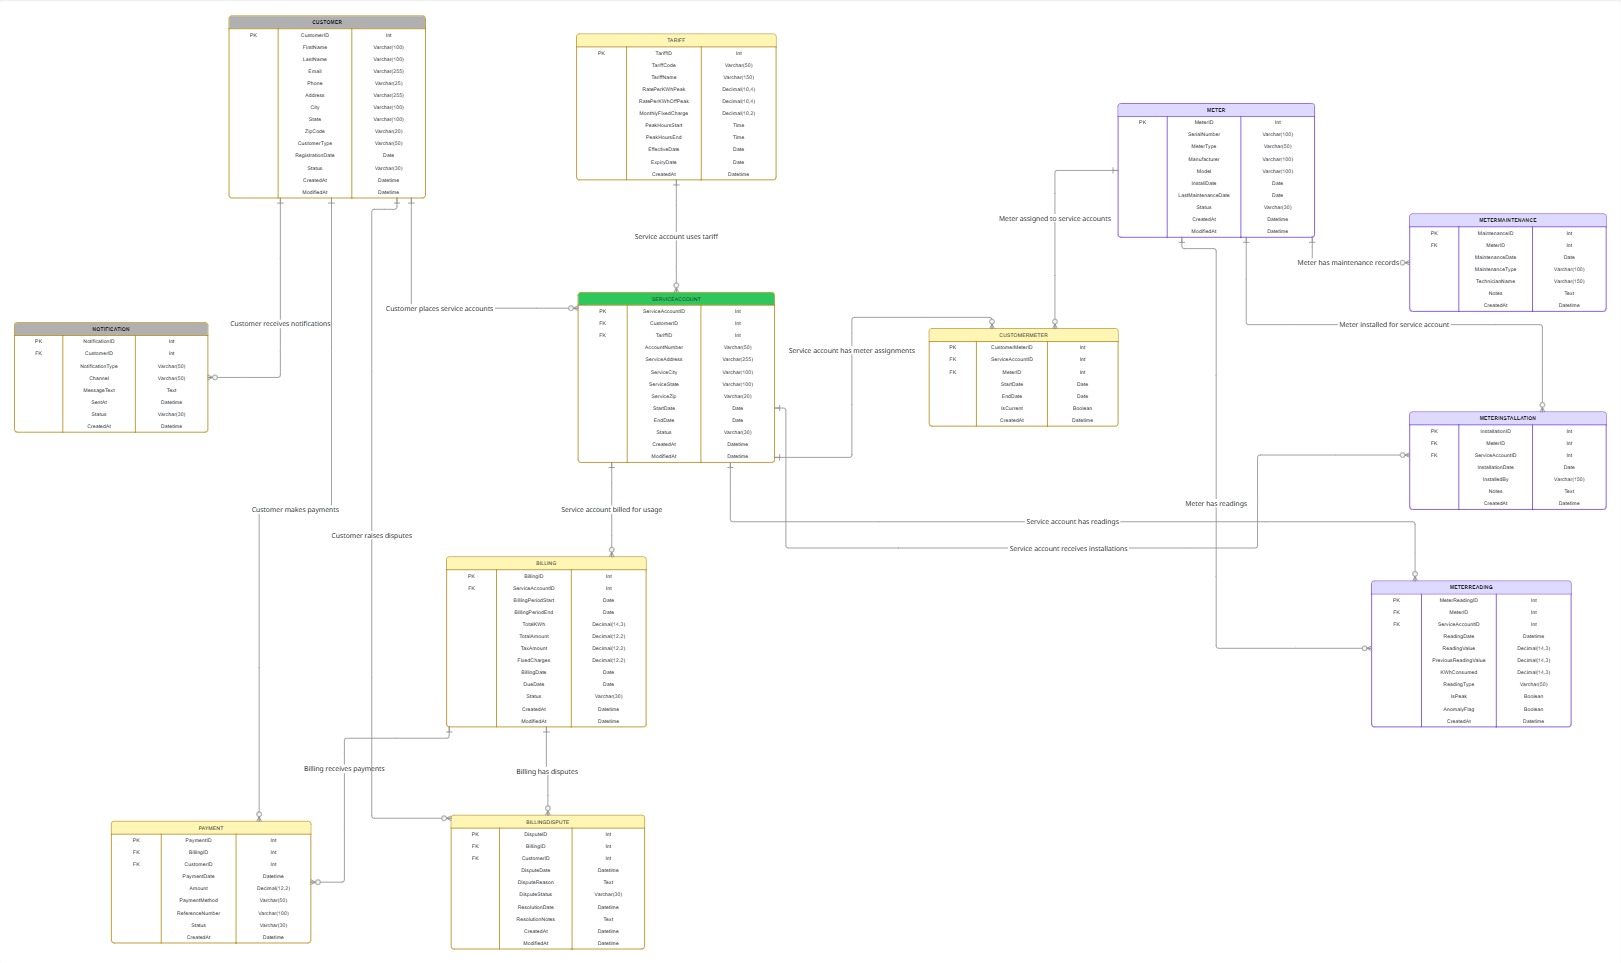 CUSTOMER
PK CustomerID Int
FirstName Varchar(100)
LastName Varchar(100)
Email Varchar(255)
Phone Varchar(25)
Address Varchar(255)
City Varchar(100)
State Varchar(100)
ZipCode Varchar(20)
CustomerType Varchar(50)
RegistrationDate Date
Status Varchar(30)
CreatedAt Datetime
ModifiedAt Datetime
TARIFF
PK TariffID Int
TariffCode Varchar(50)
TariffName Varchar(150)
RatePerKWhPeak Decimal(10,4)
RatePerKWhOffPeak Decimal(10,4)
MonthlyFixedCharge Decimal(10,2)
PeakHoursStart Time
PeakHoursEnd Time
EffectiveDate Date
ExpiryDate Date
CreatedAt Datetime
METER
PK MeterID Int
SerialNumber Varchar(100)
MeterType Varchar(50)
Manufacturer Varchar(100)
Model Varchar(100)
InstallDate Date
LastMaintenanceDate Date
Status Varchar(30)
CreatedAt Datetime
ModifiedAt Datetime
METERMAINTENANCE
PK MaintenanceID Int
FK MeterID Int
MaintenanceDate Date
MaintenanceType Varchar(100)
TechnicianName Varchar(150)
Notes Text
CreatedAt Datetime
Meter assigned to service accounts
Service account uses tariff
Meter has maintenance records
Customer places service accounts
Customer receives notifications
Meter installed for service account
Service account has meter assignments
NOTIFICATION
PK NotificationID Int
FK CustomerID Int
NotificationType Varchar(50)
Channel Varchar(50)
MessageText Text
SentAt Datetime
Status Varchar(30)
CreatedAt Datetime
SERVICEACCOUNT
PK ServiceAccountID Int
FK CustomerID Int
FK TariffID Int
AccountNumber Varchar(50)
ServiceAddress Varchar(255)
ServiceCity Varchar(100)
ServiceState Varchar(100)
ServiceZip Varchar(20)
StartDate Date
EndDate Date
Status Varchar(30)
CreatedAt Datetime
ModifiedAt Datetime
CUSTOMERMETER
PK CustomerMeterID Int
FK ServiceAccountID Int
FK MeterID Int
StartDate Date
EndDate Date
IsCurrent Boolean
CreatedAt Datetime
METERINSTALLATION
PK InstallationID Int
FK MeterID Int
FK ServiceAccountID Int
InstallationDate Date
InstalledBy Varchar(150)
Notes Text
CreatedAt Datetime
Meter has readings
Customer makes payments
Service account billed for usage
Service account has readings
Customer raises disputes
Service account receives installations
BILLING
PK BillingID Int
FK ServiceAccountID Int
BillingPeriodStart Date
BillingPeriodEnd Date
TotalKWh Decimal(14,3)
TotalAmount Decimal(12,2)
TaxAmount Decimal(12,2)
FixedCharges Decimal(12,2)
BillingDate Date
DueDate Date
Status Varchar(30)
CreatedAt Datetime
ModifiedAt Datetime
METERREADING
PK MeterReadingID Int
FK MeterID Int
FK ServiceAccountID Int
ReadingDate Datetime
ReadingValue Decimal(14,3)
PreviousReadingValue Decimal(14,3)
KWhConsumed Decimal(14,3)
ReadingType Varchar(50)
IsPeak Boolean
AnomalyFlag Boolean
CreatedAt Datetime
Billing receives payments
Billing has disputes
PAYMENT
PK PaymentID Int
FK BillingID Int
FK CustomerID Int
PaymentDate Datetime
Amount Decimal(12,2)
PaymentMethod Varchar(50)
ReferenceNumber Varchar(100)
Status Varchar(30)
CreatedAt Datetime
BILLINGDISPUTE
PK DisputeID Int
FK BillingID Int
FK CustomerID Int
DisputeDate Datetime
DisputeReason Text
DisputeStatus Varchar(30)
ResolutionDate Datetime
ResolutionNotes Text
CreatedAt Datetime
ModifiedAt Datetime